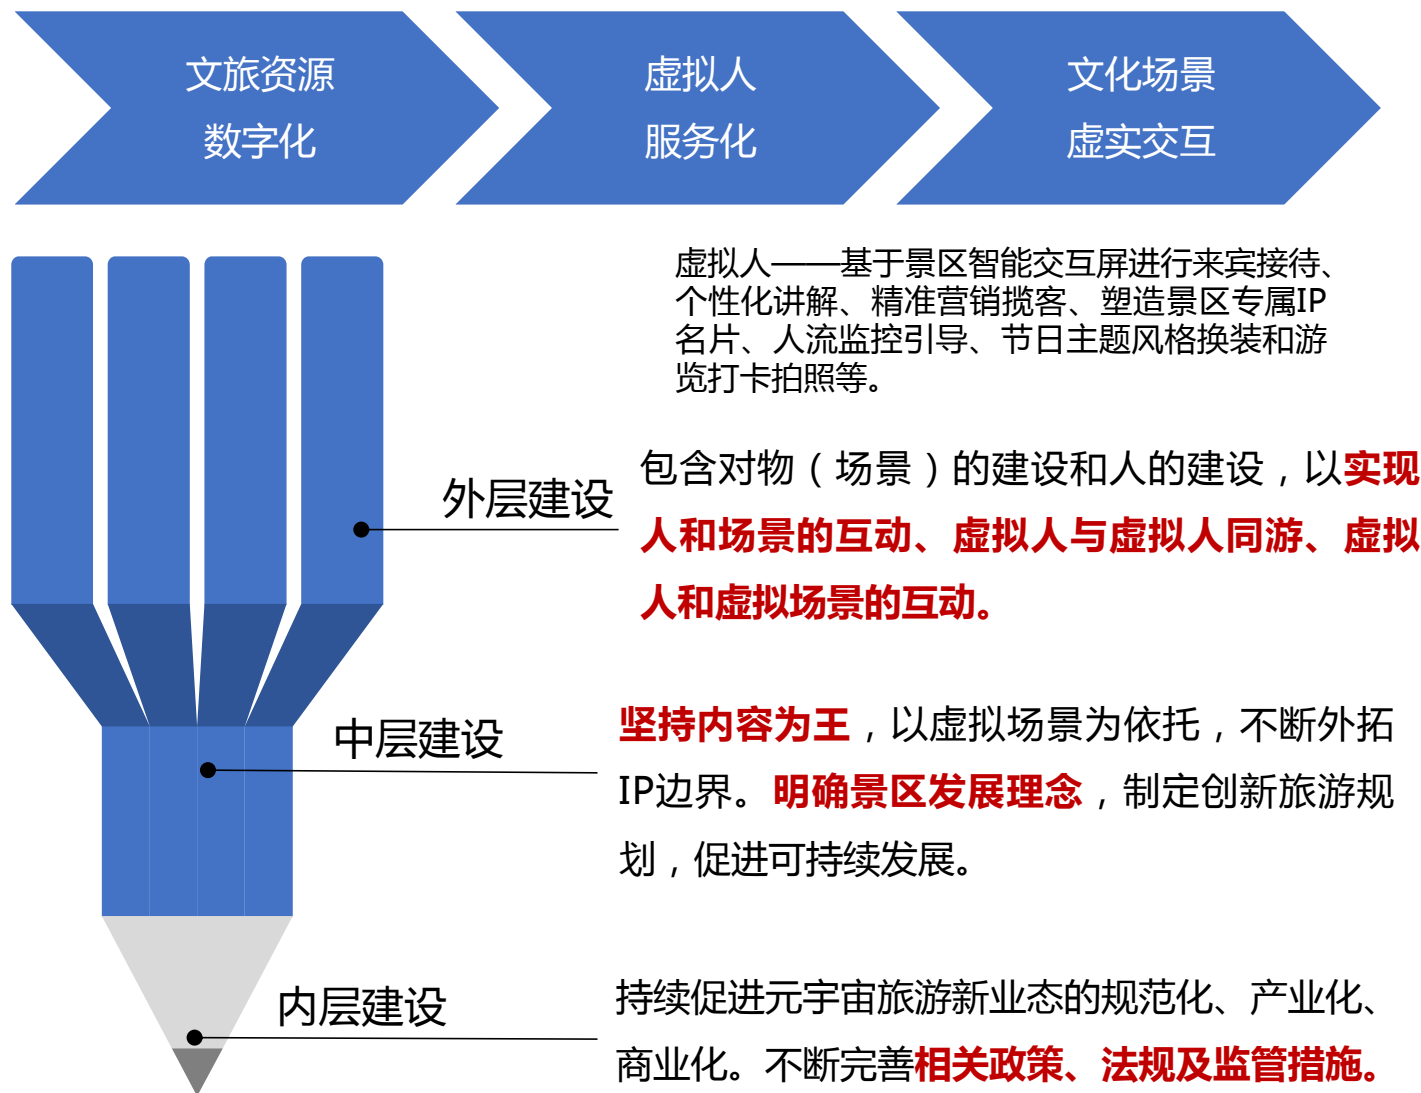 文旅资源
数字化
虚拟人
服务化
文化场景
虚实交互
虚拟人——基于景区智能交互屏进行来宾接待、
个性化讲解、精准营销揽客、塑造景区专属IP
名片、人流监控引导、节日主题风格换装和游
览打卡拍照等。
外层建设
包含对物（场景）的建设和人的建设，以实现
人和场景的互动、虚拟人与虚拟人同游、虚拟
人和虚拟场景的互动。
中层建设
坚持内容为王，以虚拟场景为依托，不断外拓
IP边界。明确景区发展理念，制定创新旅游规
划，促进可持续发展。
内层建设
持续促进元宇宙旅游新业态的规范化、产业化、
商业化。不断完善相关政策、法规及监管措施。